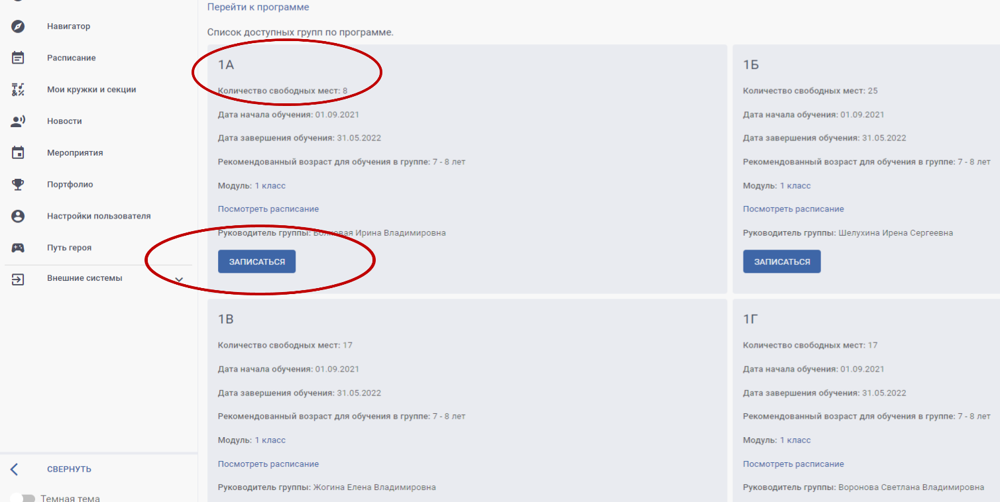 Навигатор
Расписание
Мои кружки и секции
Новости
Мероприятия
Портфолио
Настройки пользователя
Путь героя
Внешние системы
СВЕРНУТЬ
Темная тема
Перейти к программе
Список доступных групп по программе.
1А
Количество свободных мест: 8
Дата начала обучения: 01.09.2021
Дата завершения обучения: 31.05.2022
Рекомендованный возраст для обучения в группе: 7 - 8 лет
Модуль: 1 класс
Посмотреть расписание
Руководитель группы: Болковая Ирина Владимировна
ЗАПИСАТЬСЯ
1Б
Количество свободных мест: 25
Дата начала обучения: 01.09.2021
Дата завершения обучения: 31.05.2022
Рекомендованный возраст для обучения в группе: 7 - 8 лет
Модуль: 1 класс
Посмотреть расписание
Руководитель группы: Шелухина Ирена Сергеевна
ЗАПИСАТЬСЯ
1В
Количество свободных мест: 17
Дата начала обучения: 01.09.2021
Дата завершения обучения: 31.05.2022
Рекомендованный возраст для обучения в группе: 7 - 8 лет
Модуль: 1 класс
Посмотреть расписание
Руководитель группы: Жогина Елена Владимировна
1Г
Количество свободных мест: 17
Дата начала обучения: 01.09.2021
Дата завершения обучения: 31.05.2022
Рекомендованный возраст для обучения в группе: 7 - 8 лет
Модуль: 1 класс
Посмотреть расписание
Руководитель группы: Воронова Светлана Владимировна